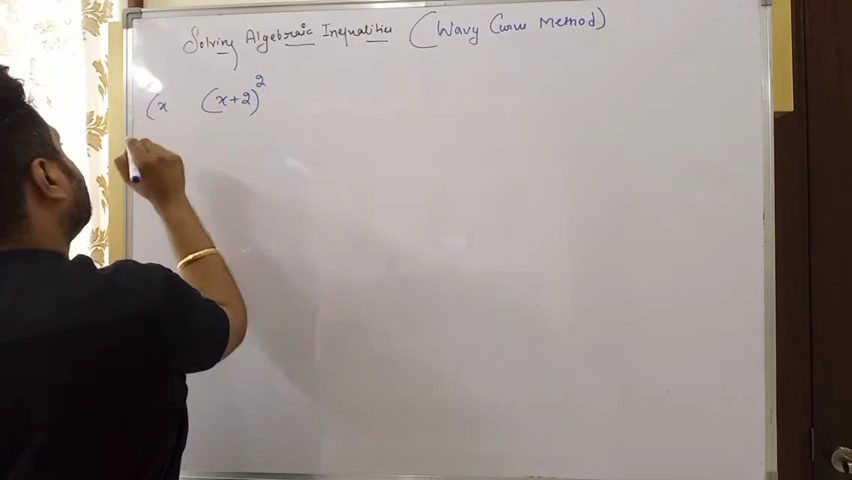 Solving Algebraic Inequalities (Wavy Curve Method)
(x (x+2)²